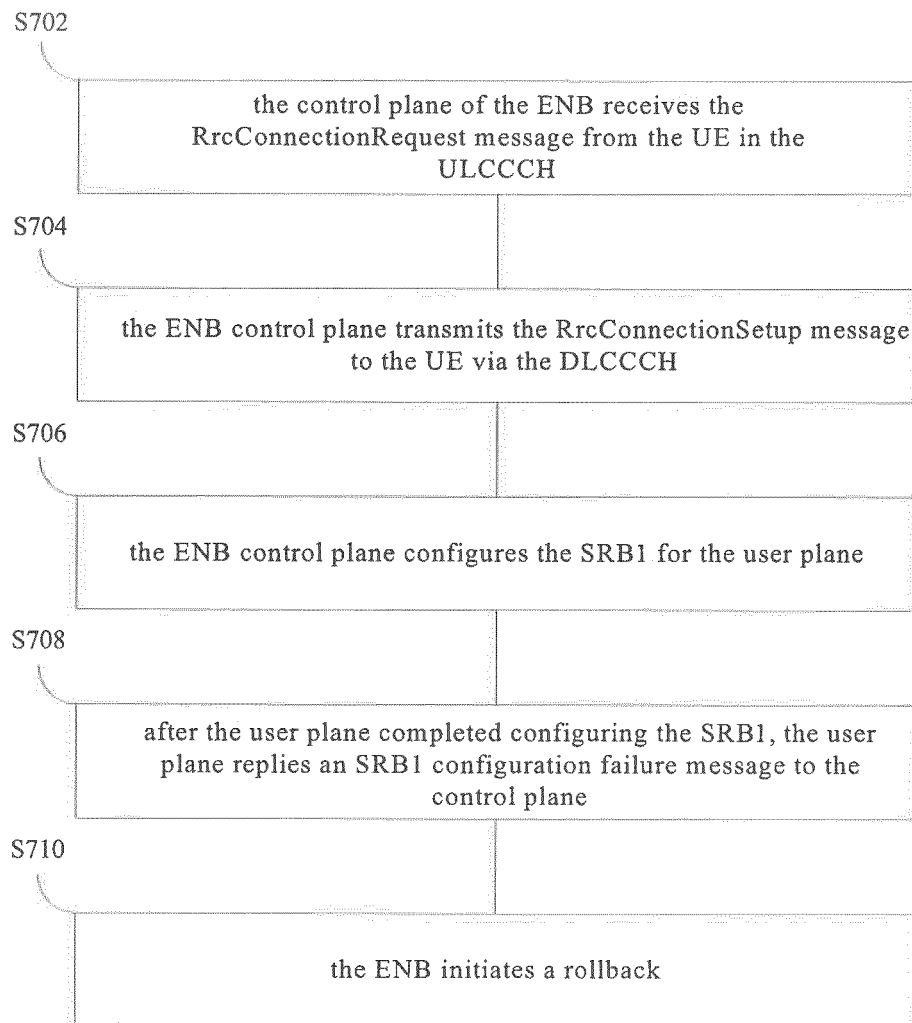 S702
the control plane of the ENB receives the
RrcConnectionRequest message from the UE in the
ULCCCH
S704
the ENB control plane transmits the RrcConnectionSetup message
to the UE via the DLCCCH
S706
the ENB control plane configures the SRB1 for the user plane
S708
after the user plane completed configuring the SRB1, the user
plane replies an SRB1 configuration failure message to the
control plane
S710
the ENB initiates a rollback